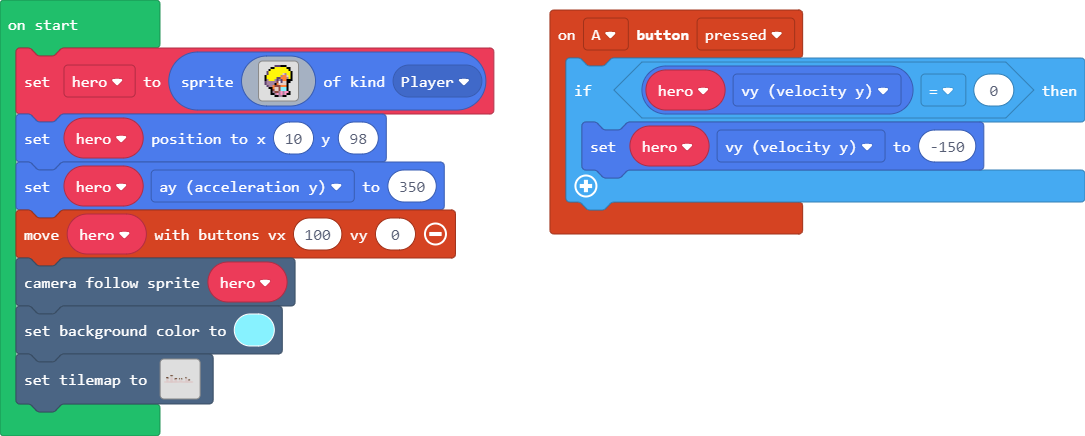 on start
set hero to sprite of kind Player
set hero position to x 10 y 98
set hero ay (acceleration y) to 350
move hero with buttons vx 100 vy 0
camera follow sprite hero
set background color to
set tilemap to
on A button pressed
if hero vy (velocity y) = 0 then
set hero vy (velocity y) to -150